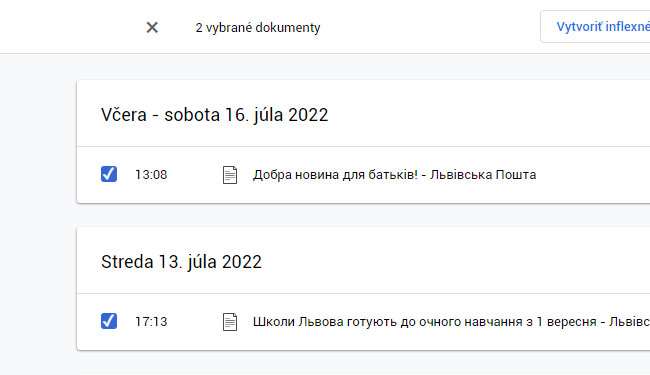 2 vybrané dokumenty
Vytvoriť inflexné
Včera - sobota 16. júla 2022
13:08 Добра новина для батьків! - Львівська Пошта
Streda 13. júla 2022
17:13 Школи Львова готують до очного навчання з 1 вересня - Львівс